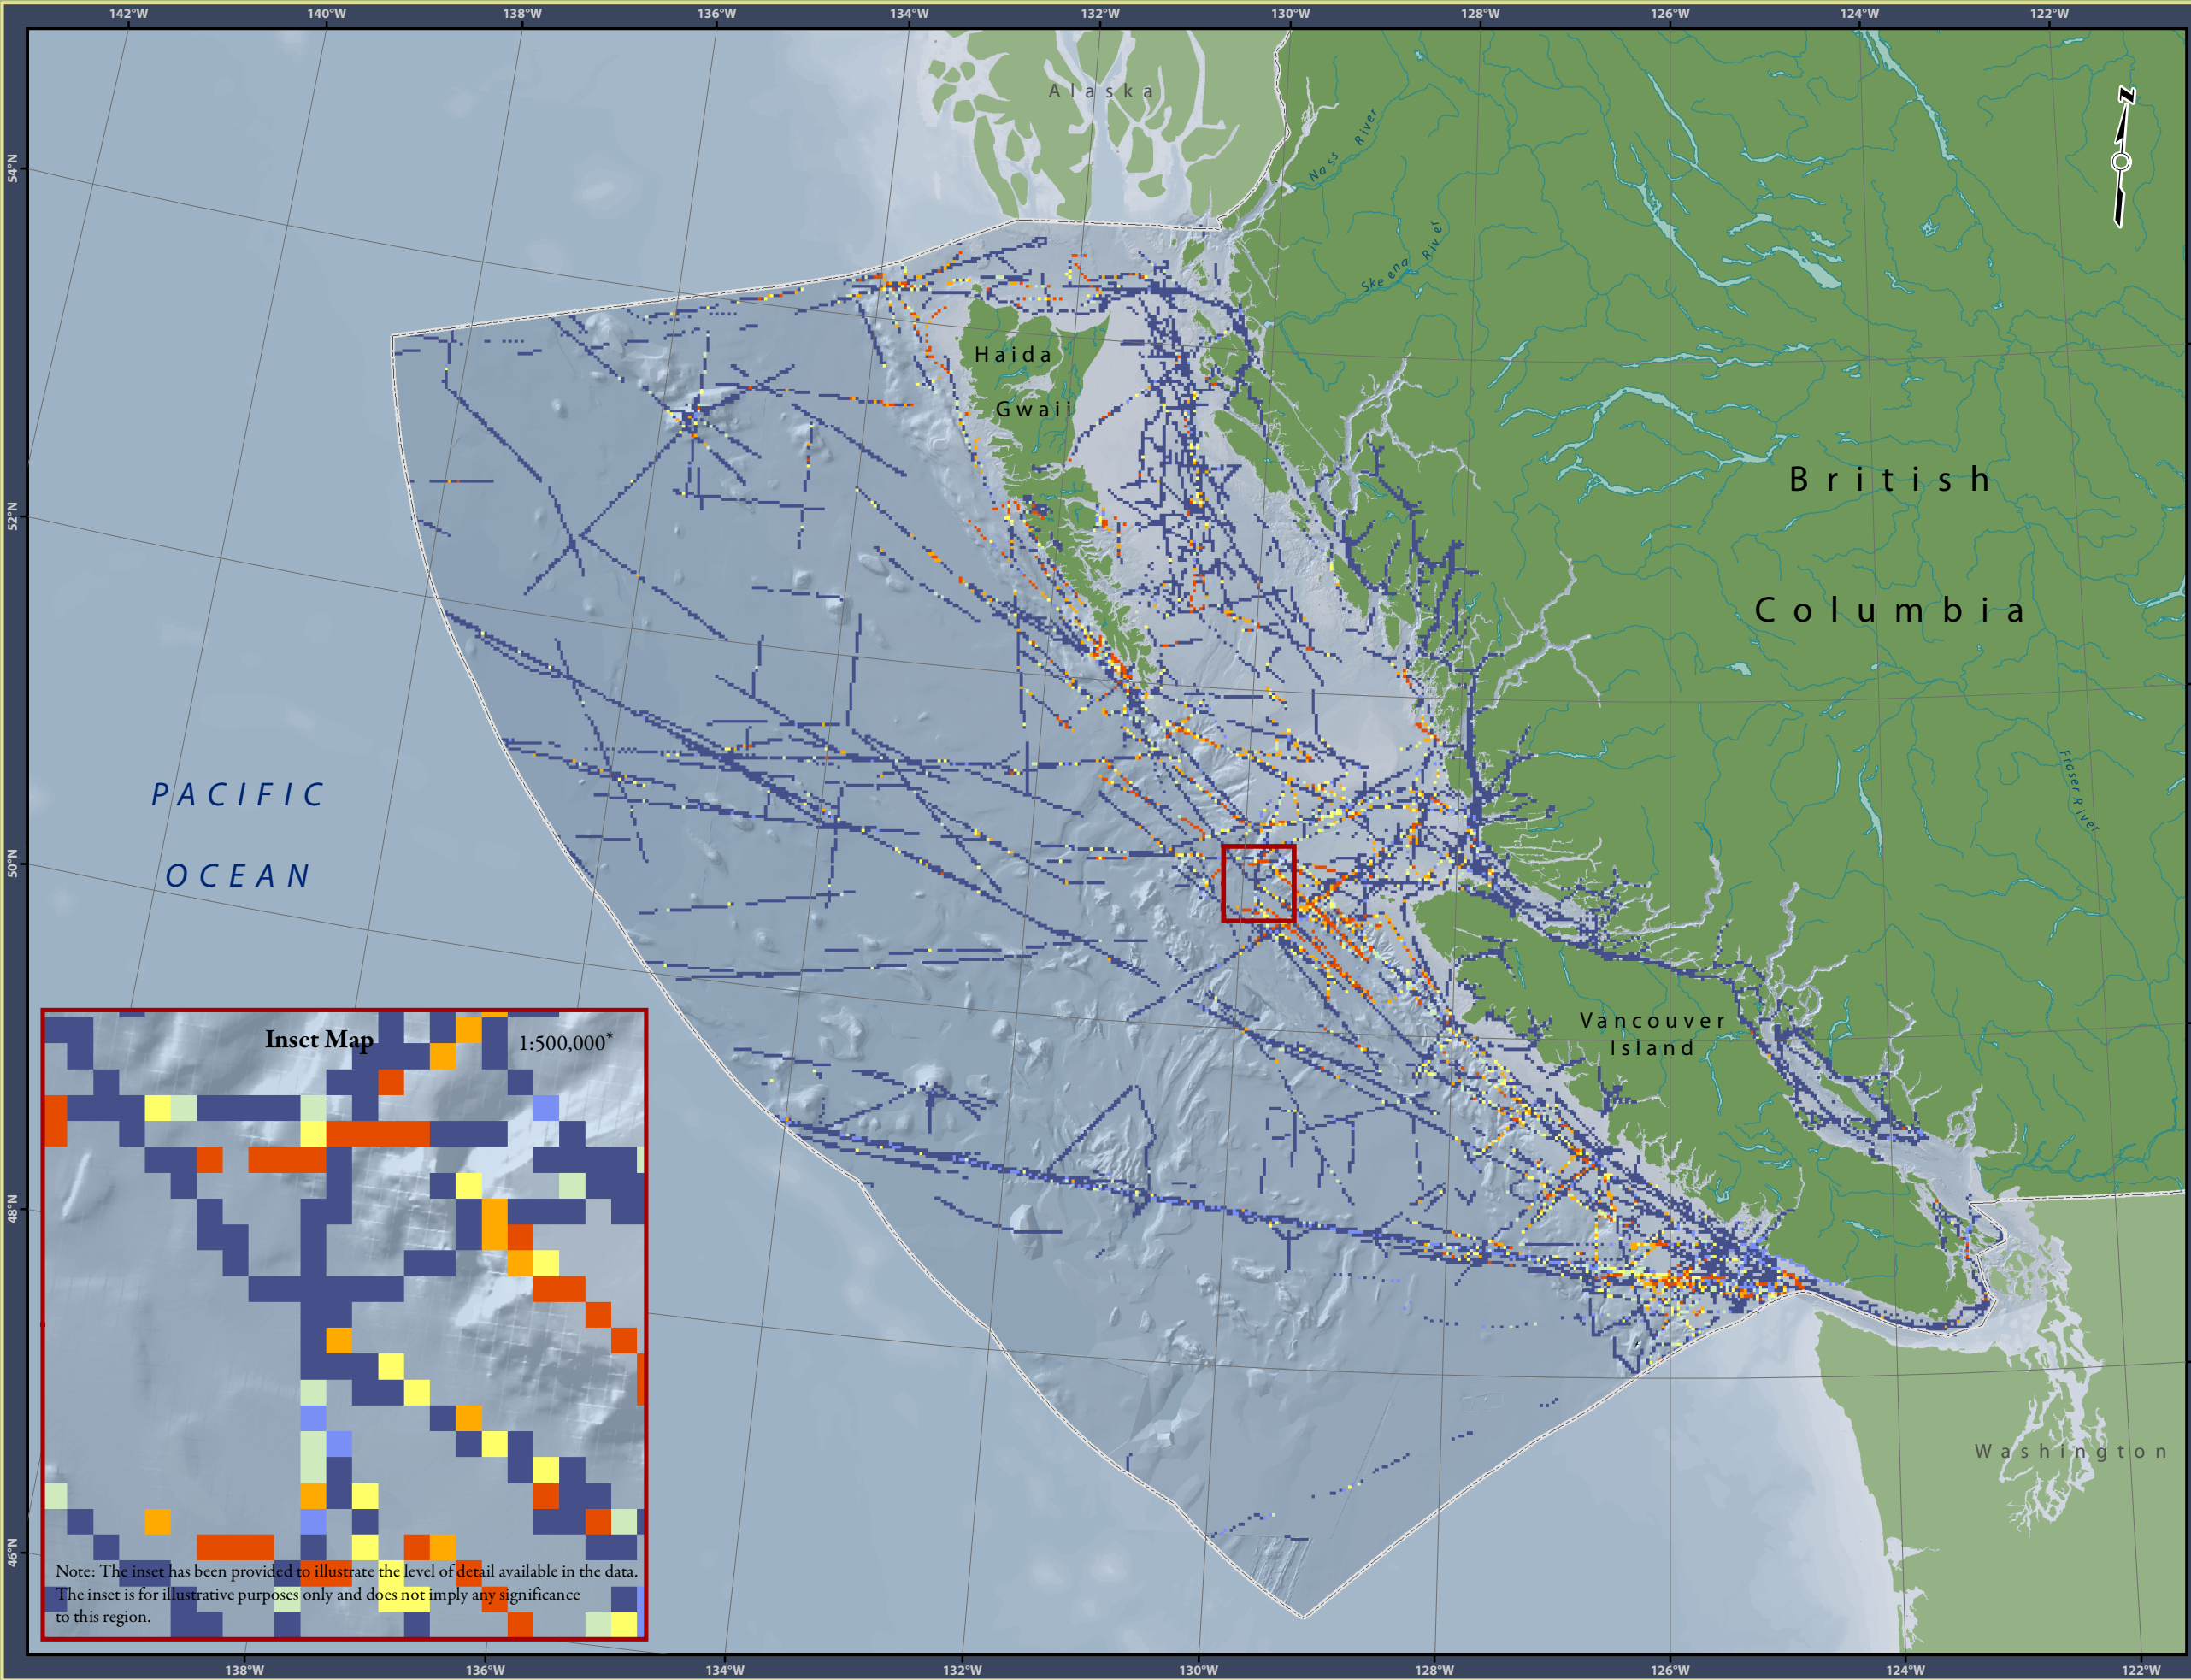 142°W 140°W 138°W 136°W 134°W 132°W 130°W 128°W 126°W 124°W 122°W
N
Alaska
Nass River
54°N
Skeena River
Haida
Gwaii
British
52°N
Columbia
Fraser River
PACIFIC
OCEAN
50°N
Vancouver
Island
Inset Map
1:500,000*
48°N
Washington
46°N
Note: The inset has been provided to illustrate the level of detail available in the data.
The inset is for illustrative purposes only and does not imply any significance
to this region.
138°W 136°W 134°W 132°W 130°W 128°W 126°W 124°W 122°W